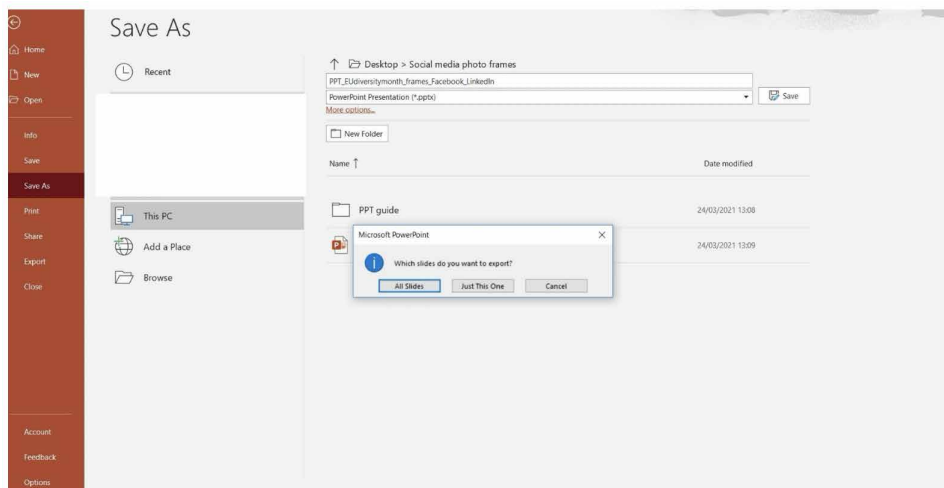 Save As
Home
New
Open
Info
Save
Save As
Print
Share
Export
Close
Account
Feedback
Options
Recent
This PC
Add a Place
Browse
Desktop > Social media photo frames
PPT_EUdiversitymonth_frames_Facebook_LinkedIn
PowerPoint Presentation (*.pptx)
Save
More options...
New Folder
Name ↑ Date modified
PPT guide 24/03/2021 13:08
24/03/2021 13:09
Microsoft PowerPoint
Which slides do you want to export?
All Slides Just This One Cancel